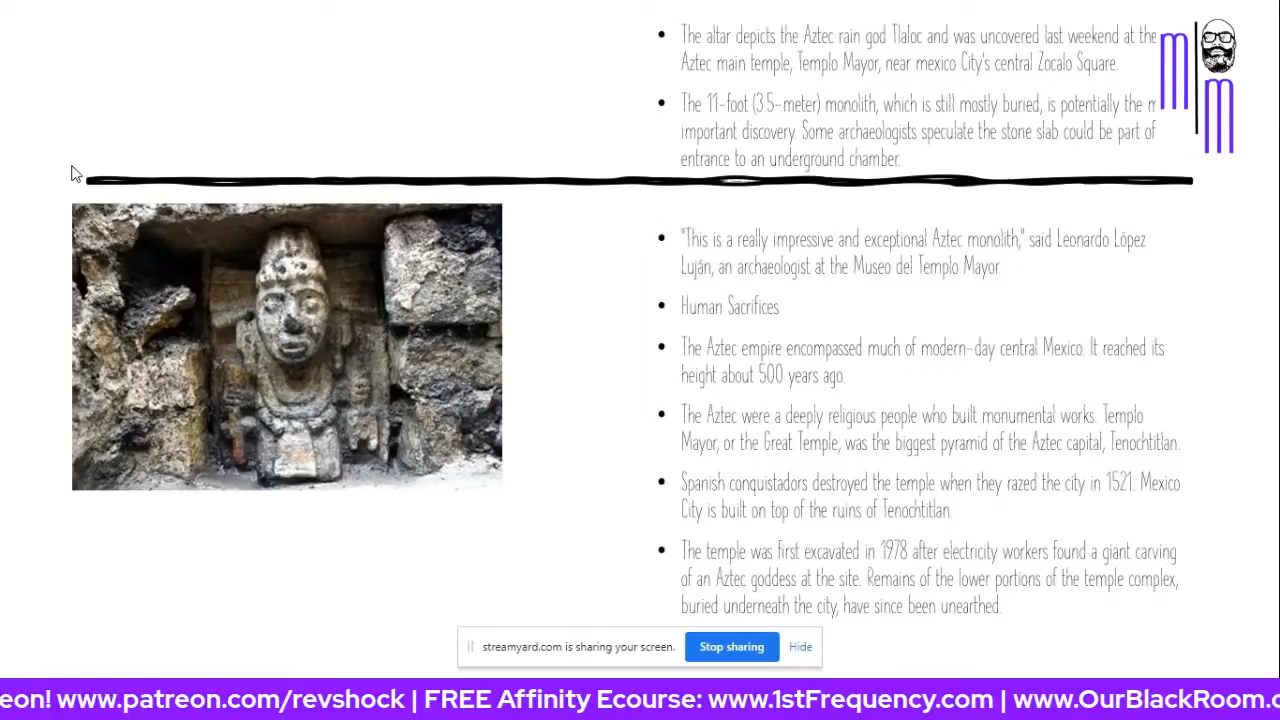 The altar depicts the Aztec rain god Tlaloc and was uncovered last weekend at the
Aztec main temple, Templo Mayor, near mexico City's central Zocalo Square.
The 11-foot (3.5-meter) monolith, which is still mostly buried, is potentially the m
important discovery. Some archaeologists speculate the stone slab could be part of
entrance to an underground chamber.
"This is a really impressive and exceptional Aztec monolith," said Leonardo López
Luján, an archaeologist at the Museo del Templo Mayor.
Human Sacrifices
The Aztec empire encompassed much of modern-day central Mexico. It reached its
height about 500 years ago.
The Aztec were a deeply religious people who built monumental works. Templo
Mayor, or the Great Temple, was the biggest pyramid of the Aztec capital, Tenochtitlan.
Spanish conquistadors destroyed the temple when they razed the city in 1521. Mexico
City is built on top of the ruins of Tenochtitlan.
The temple was first excavated in 1978 after electricity workers found a giant carving
of an Aztec goddess at the site. Remains of the lower portions of the temple complex,
buried underneath the city, have since been unearthed.
m
m
streamyard.com is sharing your screen. Stop sharing Hide
eon! www.patreon.com/revshock | FREE Affinity Ecourse: www.1stFrequency.com | www.OurBlackRoom.c